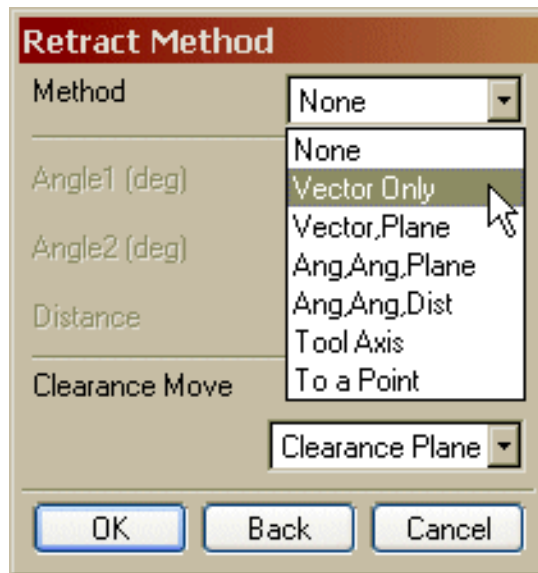 Retract Method
Method
None
None
Vector Only
Vector,Plane
Ang,Ang,Plane
Ang,Ang,Dist
Tool Axis
To a Point
Angle1 (deg)
Angle2 (deg)
Distance
Clearance Move
Clearance Plane
OK
Back
Cancel